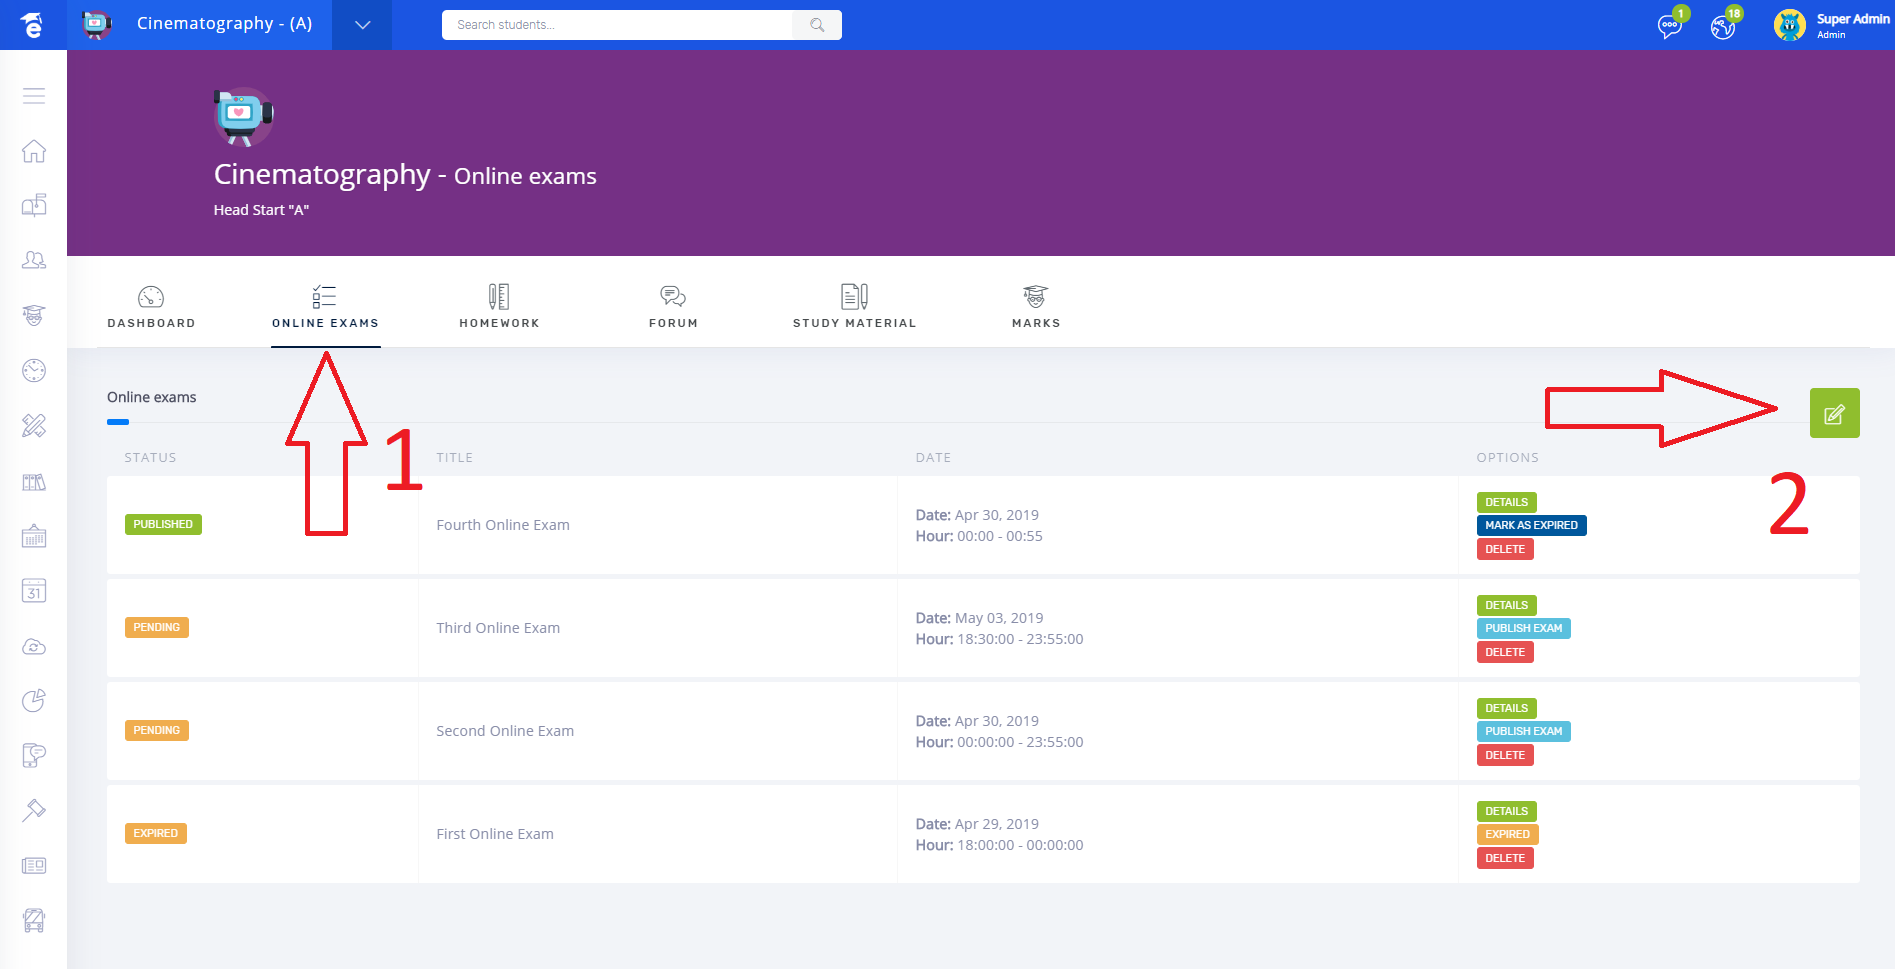 Cinematography - (A)
Search students...
1
18
Super Admin
Admin
Cinematography - Online exams
Head Start "A"
DASHBOARD
ONLINE EXAMS
HOMEWORK
FORUM
STUDY MATERIAL
MARKS
Online exams
1
2
STATUS TITLE DATE OPTIONS
PUBLISHED
Fourth Online Exam
Date: Apr 30, 2019
Hour: 00:00 - 00:55
DETAILS
MARK AS EXPIRED
DELETE
PENDING
Third Online Exam
Date: May 03, 2019
Hour: 18:30:00 - 23:55:00
DETAILS
PUBLISH EXAM
DELETE
PENDING
Second Online Exam
Date: Apr 30, 2019
Hour: 00:00:00 - 23:55:00
DETAILS
PUBLISH EXAM
DELETE
EXPIRED
First Online Exam
Date: Apr 29, 2019
Hour: 18:00:00 - 00:00:00
DETAILS
EXPIRED
DELETE
31